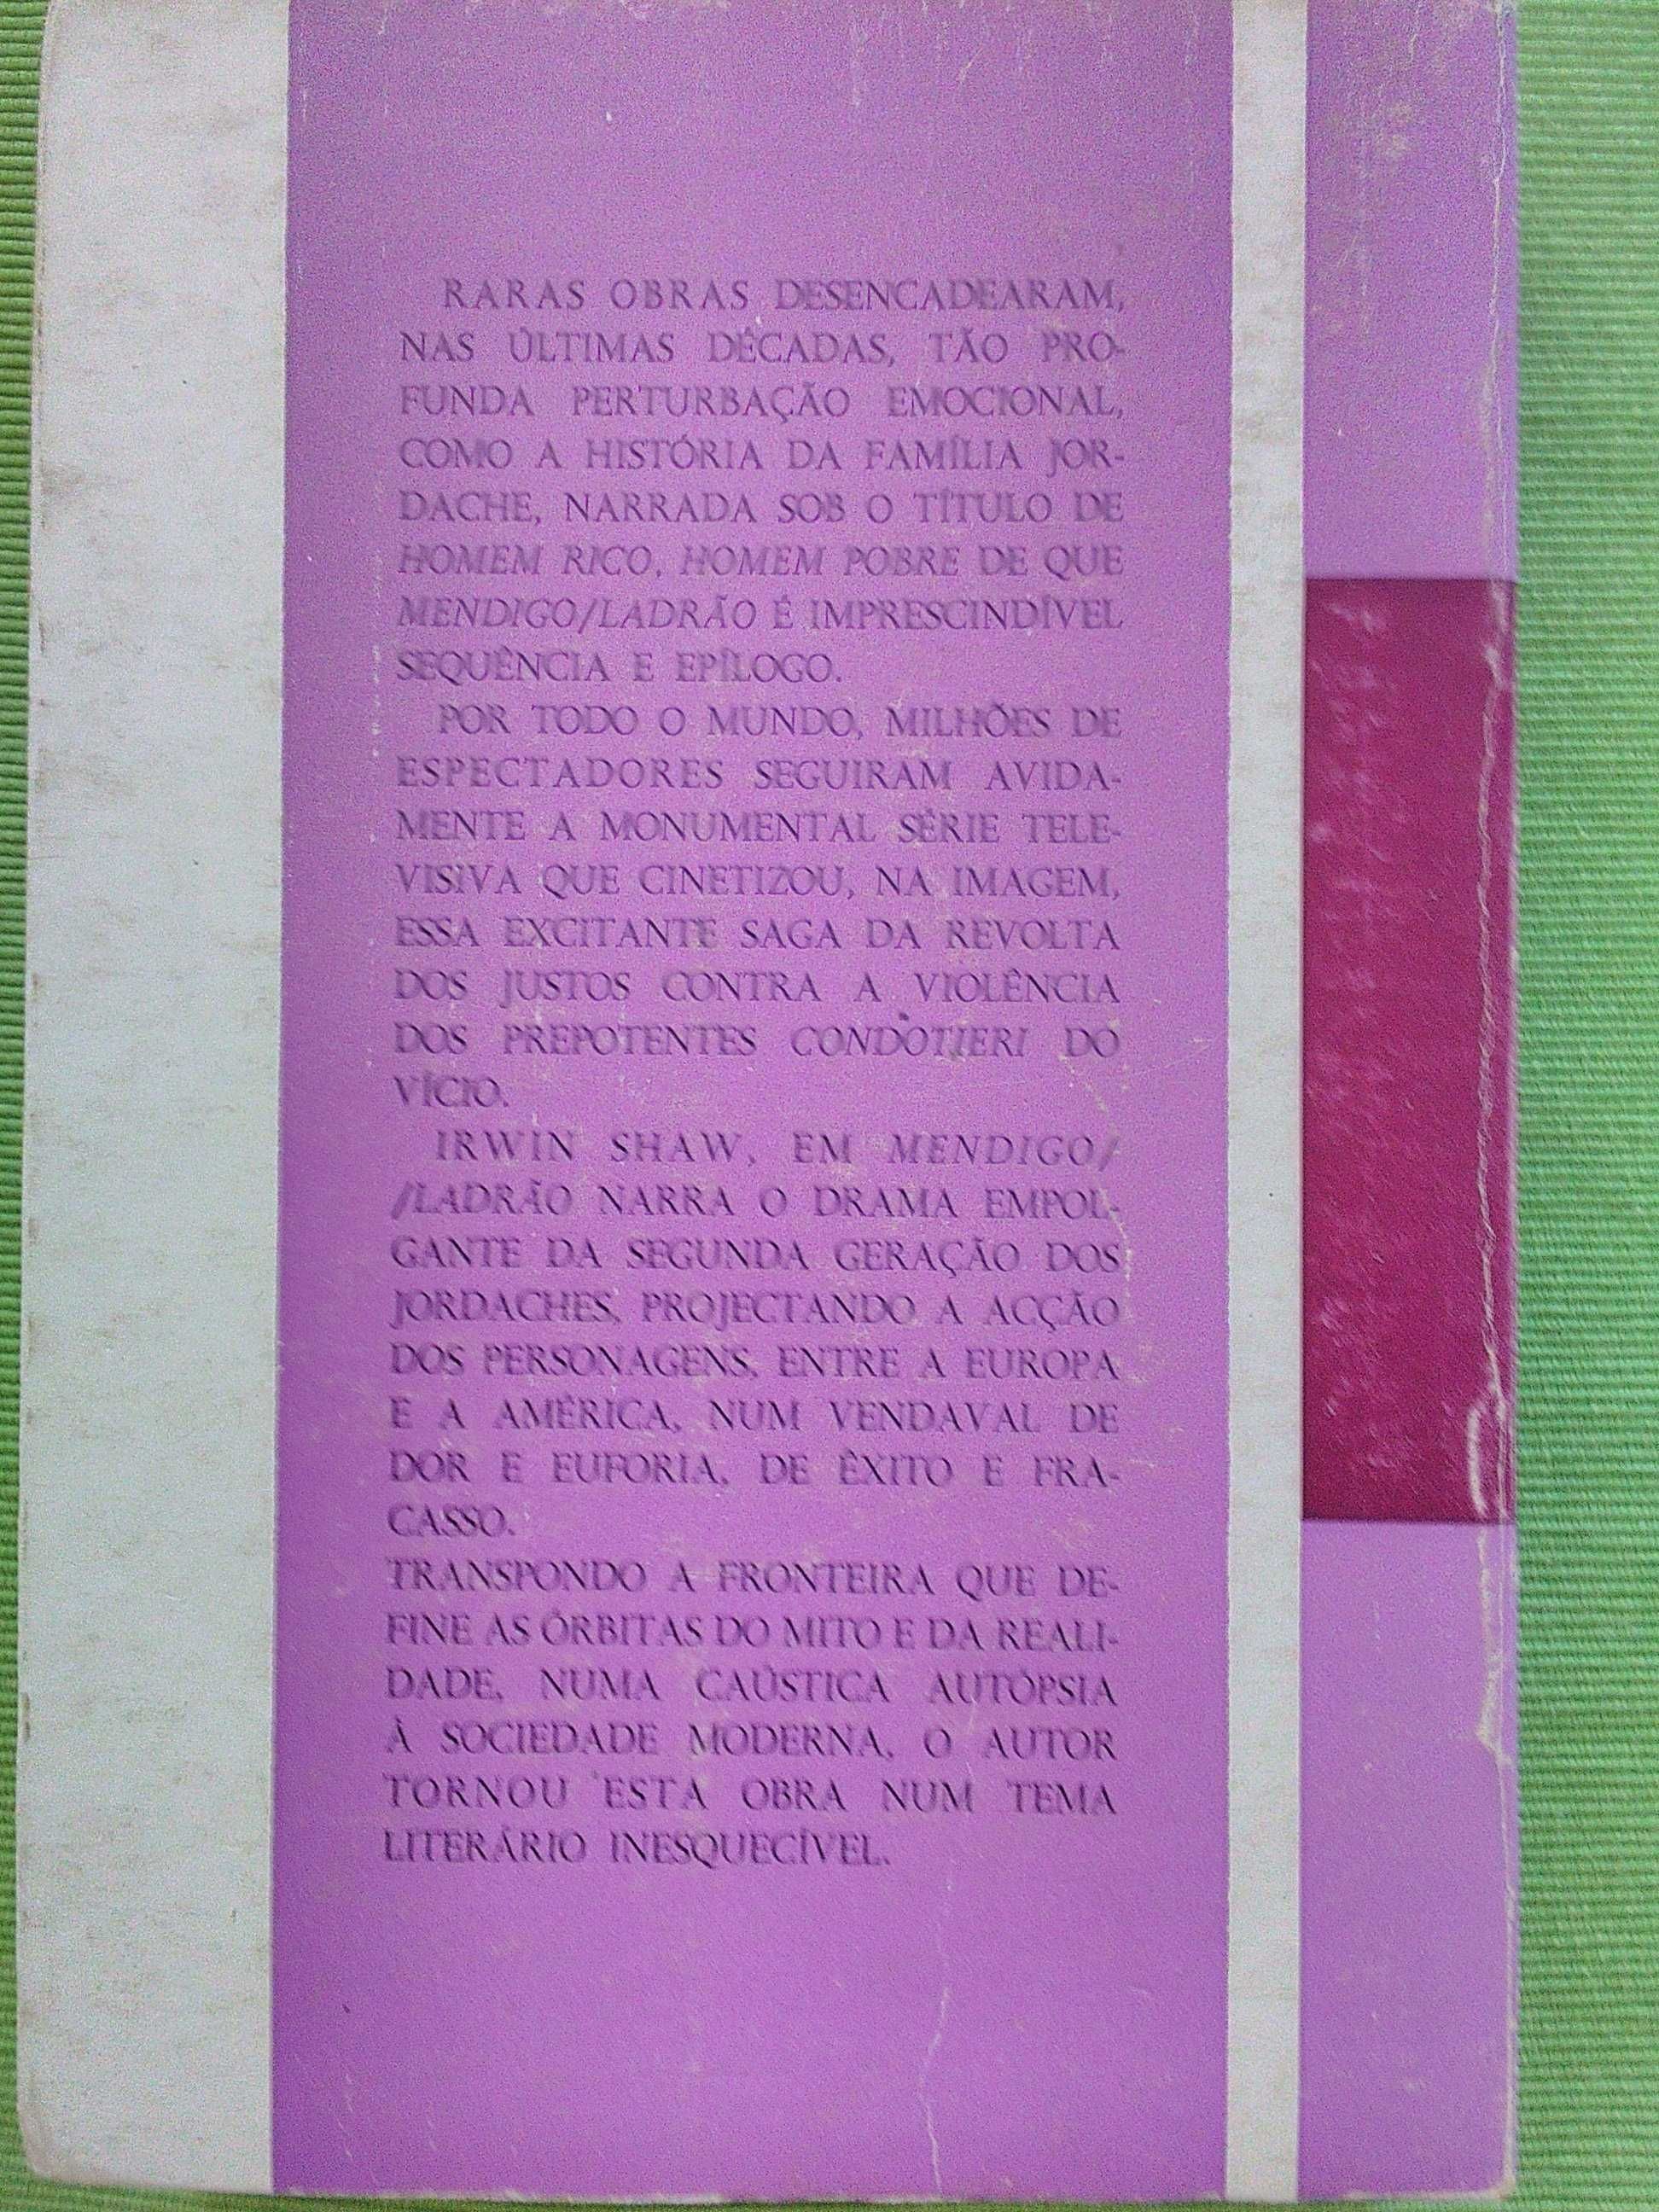 RARAS OBRAS DESENCADEARAM,
NAS ÚLTIMAS DÉCADAS, TÃO PRO-
FUNDA PERTURBAÇÃO EMOCIONAL,
COMO A HISTÓRIA DA FAMÍLIA JOR-
DACHE, NARRADA SOB O TÍTULO DE
HOMEM RICO, HOMEM POBRE DE QUE
MENDIGO/LADRÃO É IMPRESCINDÍVEL
SEQUÊNCIA E EPÍLOGO.
POR TODO O MUNDO, MILHÕES DE
ESPECTADORES SEGUIRAM AVIDA-
MENTE A MONUMENTAL SÉRIE TELE-
VISIVA QUE CINETIZOU, NA IMAGEM,
ESSA EXCITANTE SAGA DA REVOLTA
DOS JUSTOS CONTRA A VIOLÊNCIA
DOS PREPOTENTES CONDOTIERI DO
VÍCIO.
IRWIN SHAW, EM MENDIGO/
/LADRÃO NARRA O DRAMA EMPOL-
GANTE DA SEGUNDA GERAÇÃO DOS
JORDACHES, PROJECTANDO A ACÇÃO
DOS PERSONAGENS, ENTRE A EUROPA
E A AMÉRICA, NUM VENDAVAL DE
DOR E EUFORIA, DE ÊXITO E FRA-
CASSO.
TRANSPONDO A FRONTEIRA QUE DE-
FINE AS ÓRBITAS DO MITO E DA REALI-
DADE, NUMA CAÚSTICA AUTÓPSIA
À SOCIEDADE MODERNA, O AUTOR
TORNOU ESTA OBRA NUM TEMA
LITERÁRIO INESQUECÍVEL.